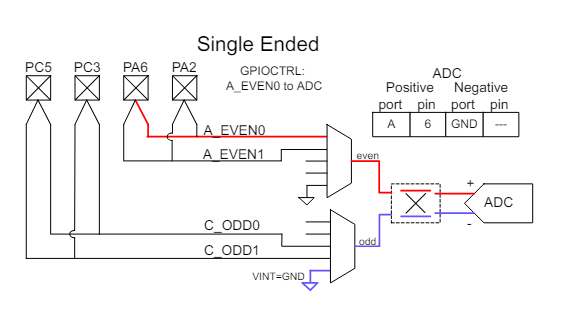 Single Ended
PC5 PC3 PA6 PA2
GPIOCTRL:
A_EVEN0 to ADC
ADC
Positive Negative
port pin port pin
A 6 GND ---
A_EVEN0
A_EVEN1
even
+
ADC
-
C_ODD0
C_ODD1
odd
VINT=GND